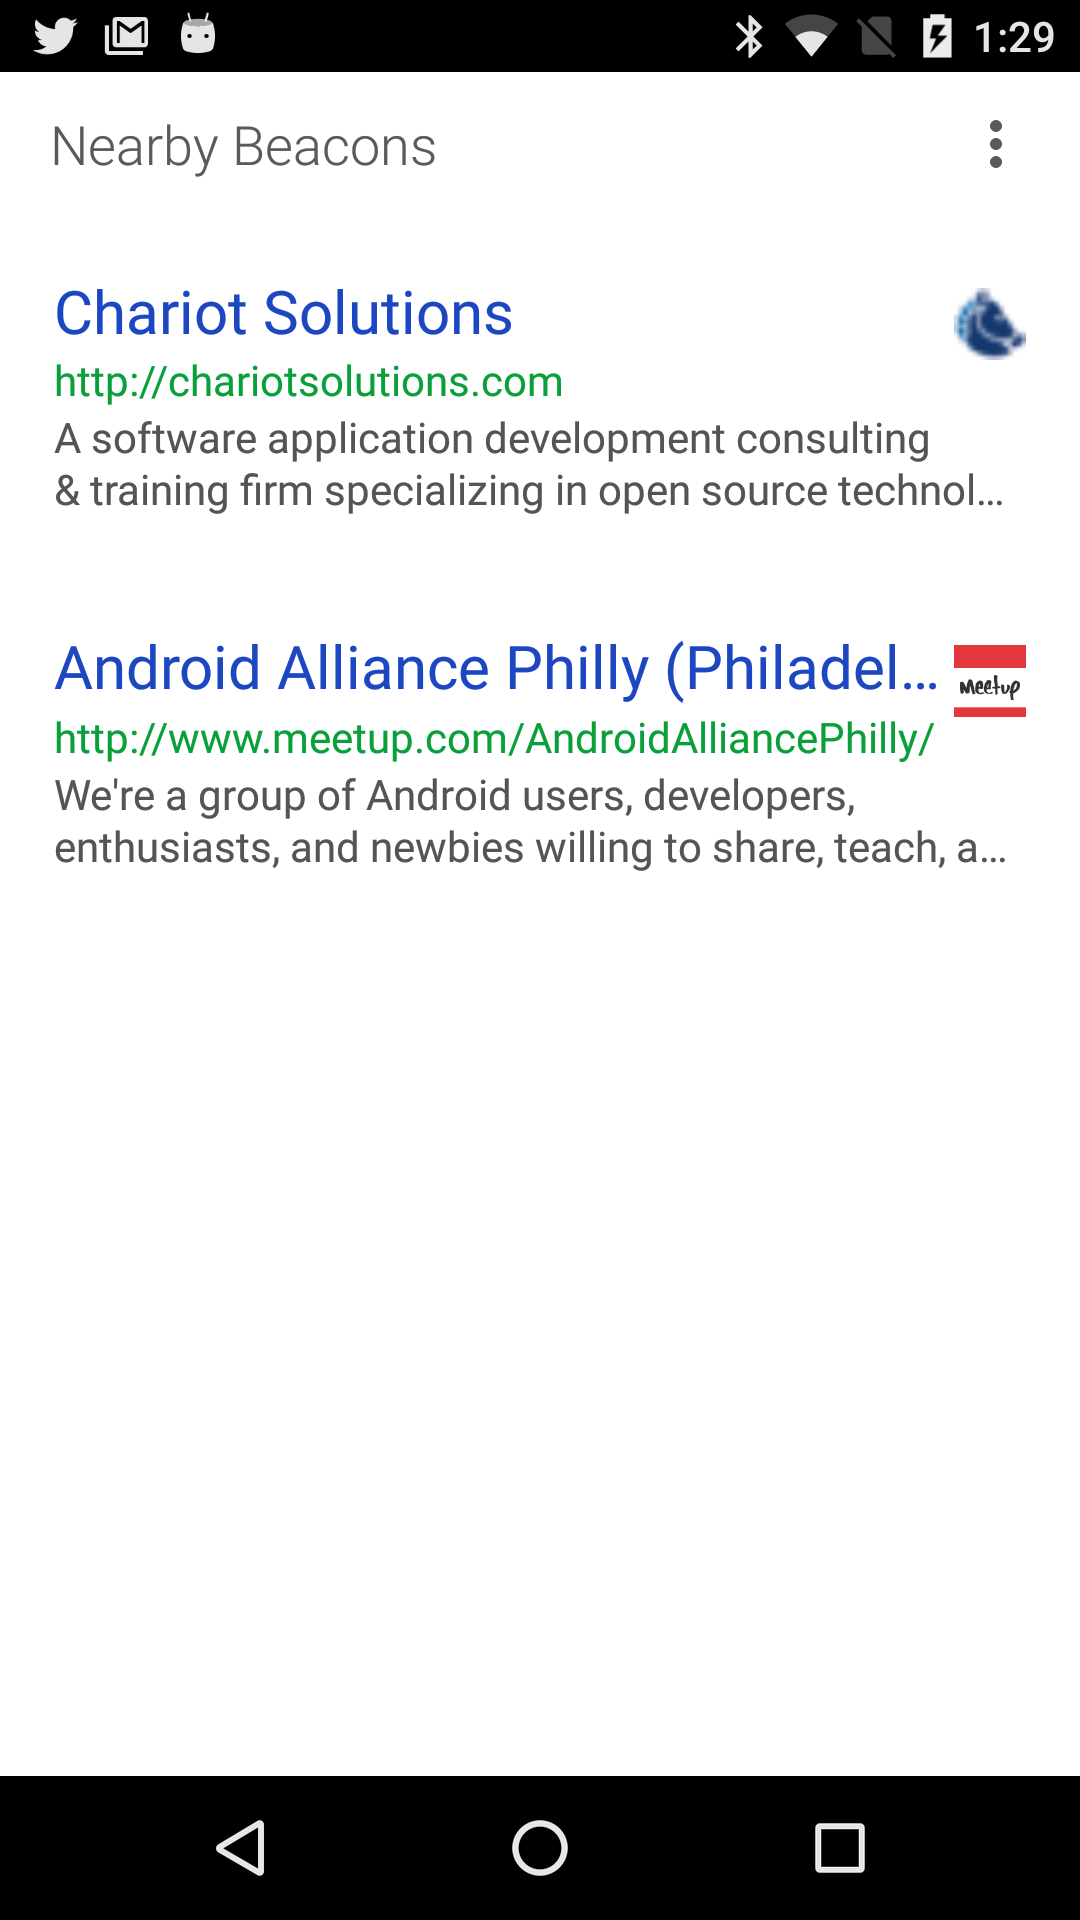 1:29
Nearby Beacons
Chariot Solutions
http://chariotsolutions.com
A software application development consulting
& training firm specializing in open source technol...
Android Alliance Philly (Philadel...
Meetup
http://www.meetup.com/AndroidAlliancePhilly/
We're a group of Android users, developers,
enthusiasts, and newbies willing to share, teach, a...